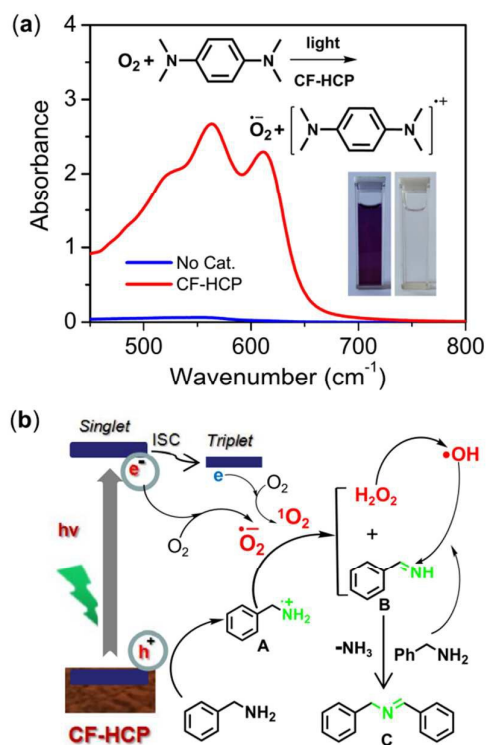 (a)
4
3
2
1
0
Absorbance
O2 + N N light
CF-HCP
•−
O2 + [ N N ]•+
No Cat.
CF-HCP
500 600 700 800
Wavenumber (cm-1)
(b)
Singlet ISC Triplet
e-
e
O2
1O2
•−
O2
O2
hv
H2O2
•OH
+
NH
B
•+
NH2
A
h+
-NH3
Ph NH2
NH2
N
C
CF-HCP